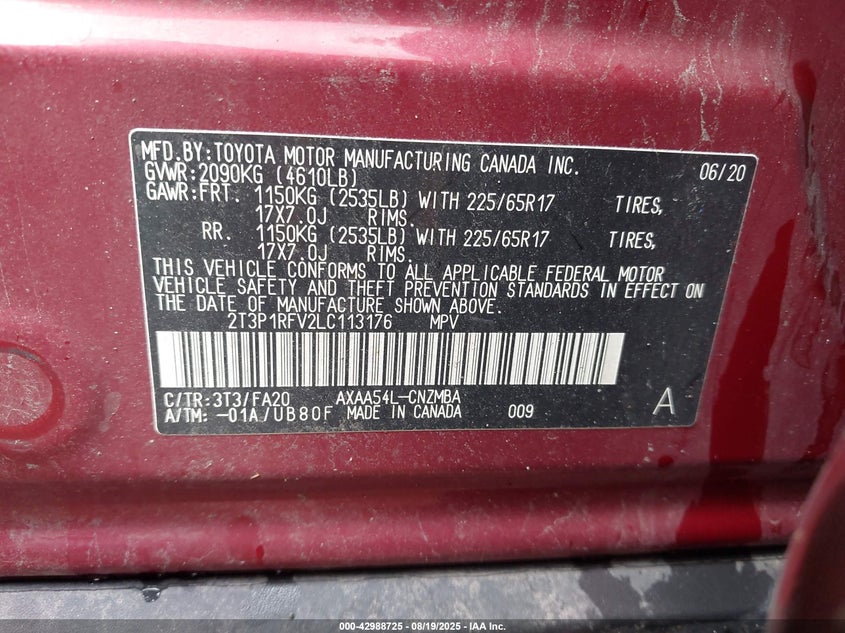 MFD.BY:TOYOTA MOTOR MANUFACTURING CANADA INC. 06/20
GVWR:2090KG (4610LB)
GAWR:FRT. 1150KG (2535LB) WITH 225/65R17 TIRES,
17X7.0J RIMS.
RR. 1150KG (2535LB) WITH 225/65R17 TIRES,
17X7.0J RIMS.
THIS VEHICLE CONFORMS TO ALL APPLICABLE FEDERAL MOTOR
VEHICLE SAFETY AND THEFT PREVENTION STANDARDS IN EFFECT ON
THE DATE OF MANUFACTURE SHOWN ABOVE.
2T3P1RFV2LC113176 MPV
C/TR:3T3/FA20 AXAA54L-CNZMBA
A/TM:-01A/UB80F MADE IN CANADA 009 A
000-42988725 - 08/19/2025 - IAA Inc.